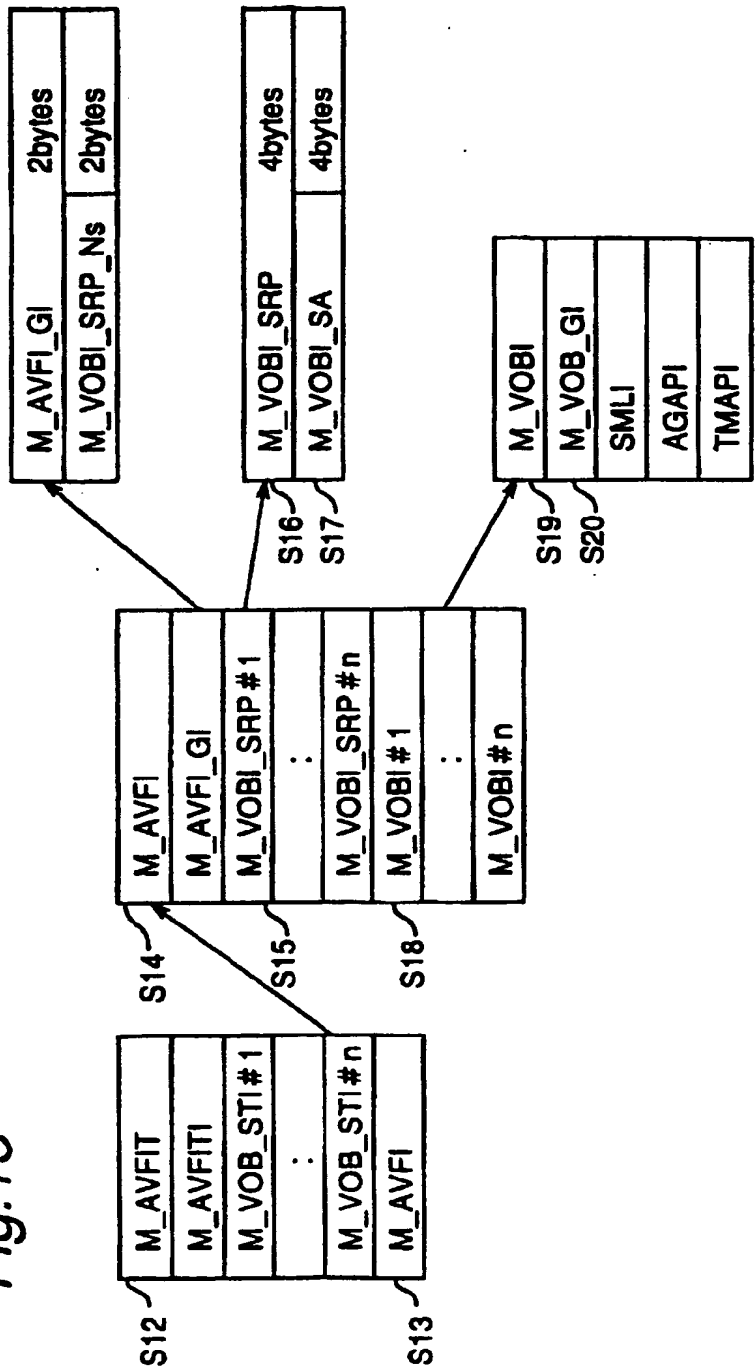 S12
M_AVFIT
M_AVFITI
M_VOB_STI#1
:
M_VOB_STI#n
S13
M_AVFI
S14
M_AVFI
M_AVFI_GI
S15
M_VOBI_SRP#1
:
M_VOBI_SRP#n
S18
M_VOBI#1
:
M_VOBI#n
M_AVFI_GI 2bytes
M_VOBI_SRP_Ns 2bytes
S16
M_VOBI_SRP 4bytes
S17
M_VOBI_SA 4bytes
S19
M_VOBI
S20
M_VOB_GI
SMLI
AGAPI
TMAPI